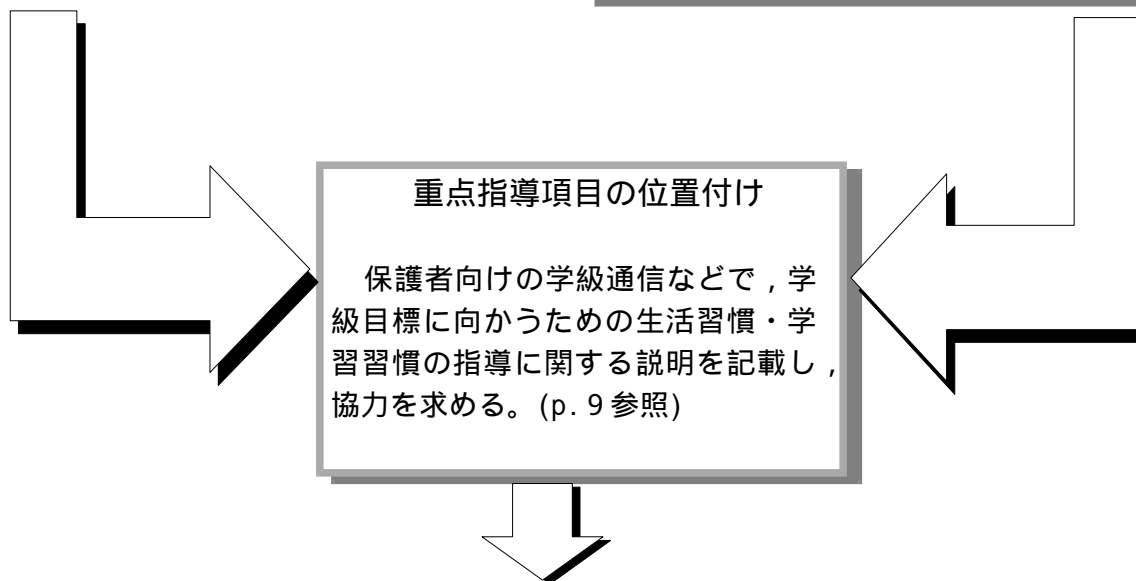 重点指導項目の位置付け
保護者向けの学級通信などで，学
級目標に向かうための生活習慣・学
習習慣の指導に関する説明を記載し，
協力を求める。(p.9参照)